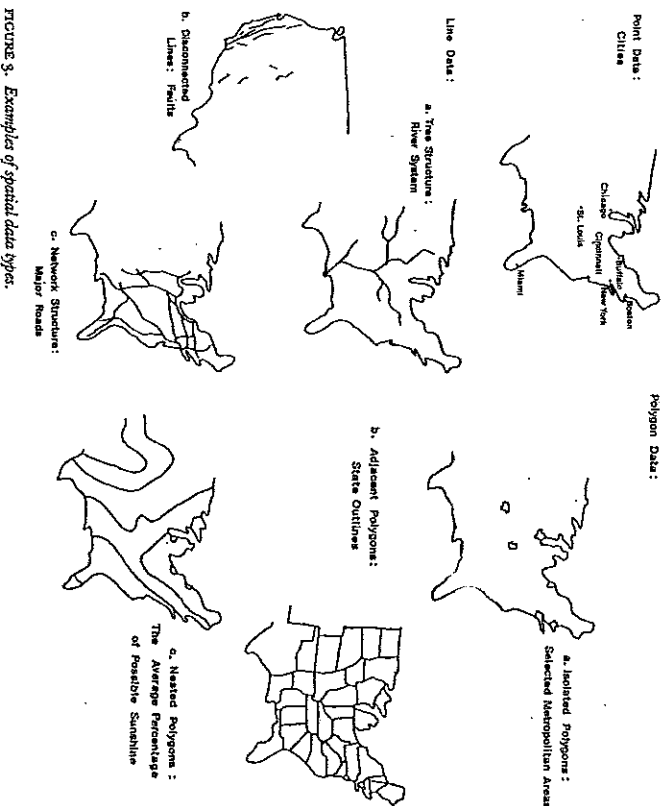 Point Data:
Cities
Chicago
Cincinnati
Buffalo
Boston
New York
St. Louis
Miami
Line Data:
a. Tree Structure:
River System
b. Disconnected
Lines: Faults
c. Network Structure:
Major Roads
Polygon Data:
a. Isolated Polygons:
Selected Metropolitan Areas
b. Adjacent Polygons:
State Outlines
c. Nested Polygons:
The Average Percentage
of Possible Sunshine
FIGURE 3. Examples of spatial data types.